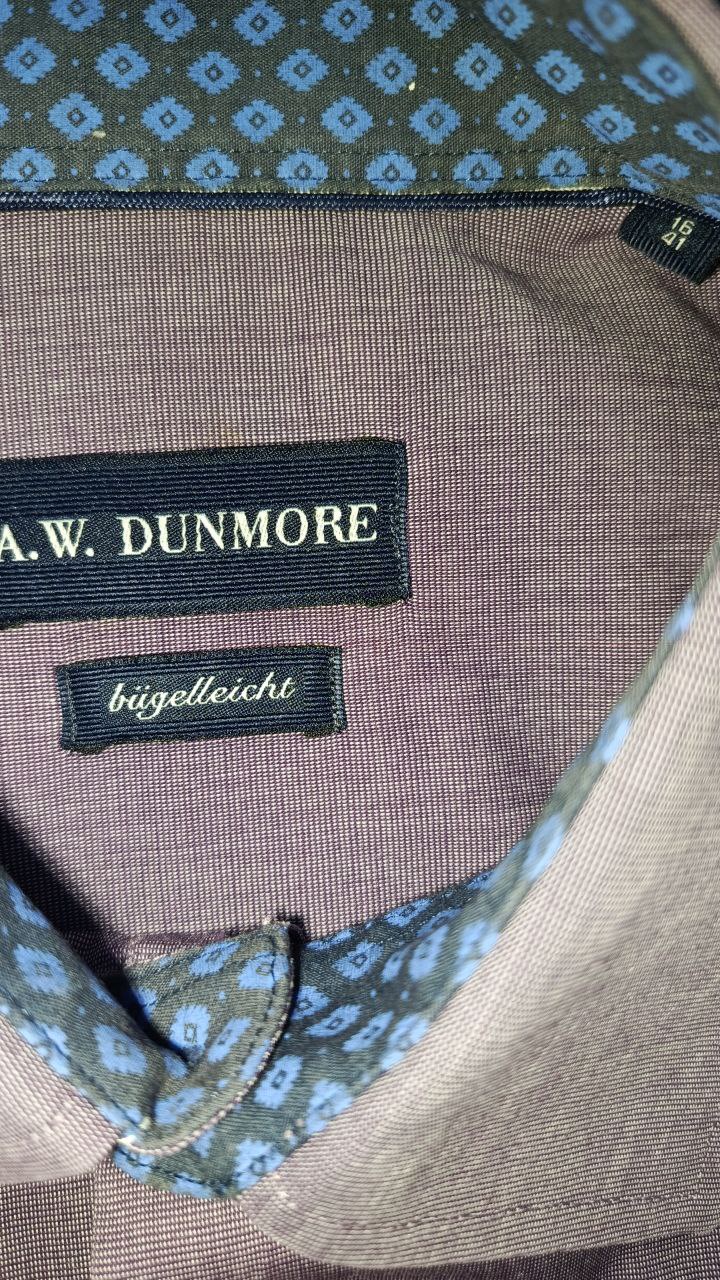 16
41
A.W. DUNMORE
bügelleicht